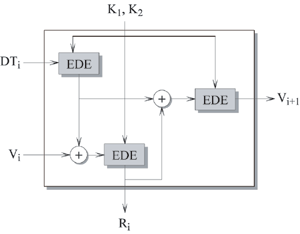 K1, K2
DTi
EDE
+
EDE
Vi+1
Vi
+
EDE
Ri